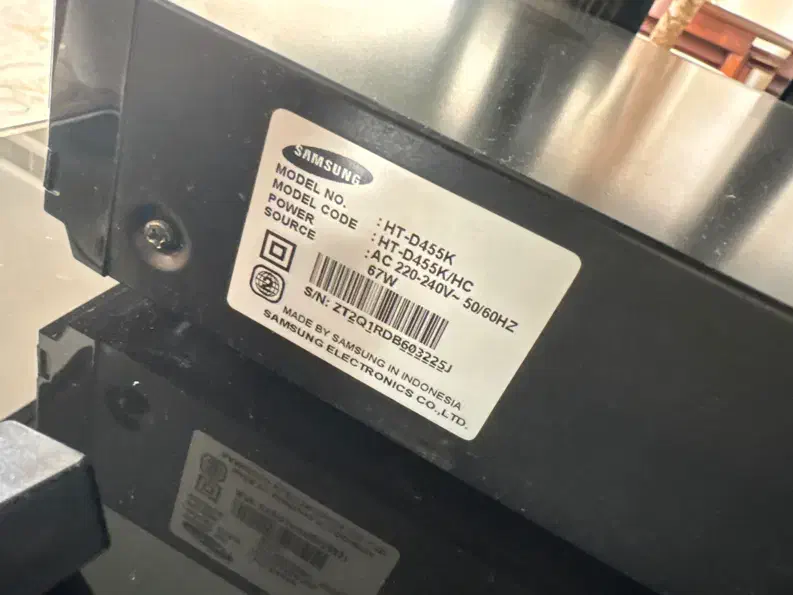 SAMSUNG
MODEL NO. : HT-D455K
MODEL CODE : HT-D455K/HC
POWER SOURCE : AC 220-240V~ 50/60HZ
67W
2
S/N: ZT2Q1RDB603225J
MADE BY SAMSUNG IN INDONESIA
SAMSUNG ELECTRONICS CO.,LTD.